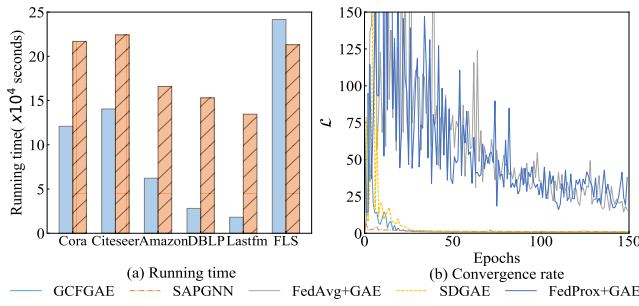 Running time( x10⁴ seconds)
25
20
15
10
5
0
Cora Citeseer Amazon DBLP Lastfm FLS
(a) Running time
ℒ
150
125
100
75
50
25
0
0 50 100 150
Epochs
(b) Convergence rate
GCFGAE SAPGNN FedAvg+GAE SDGAE FedProx+GAE